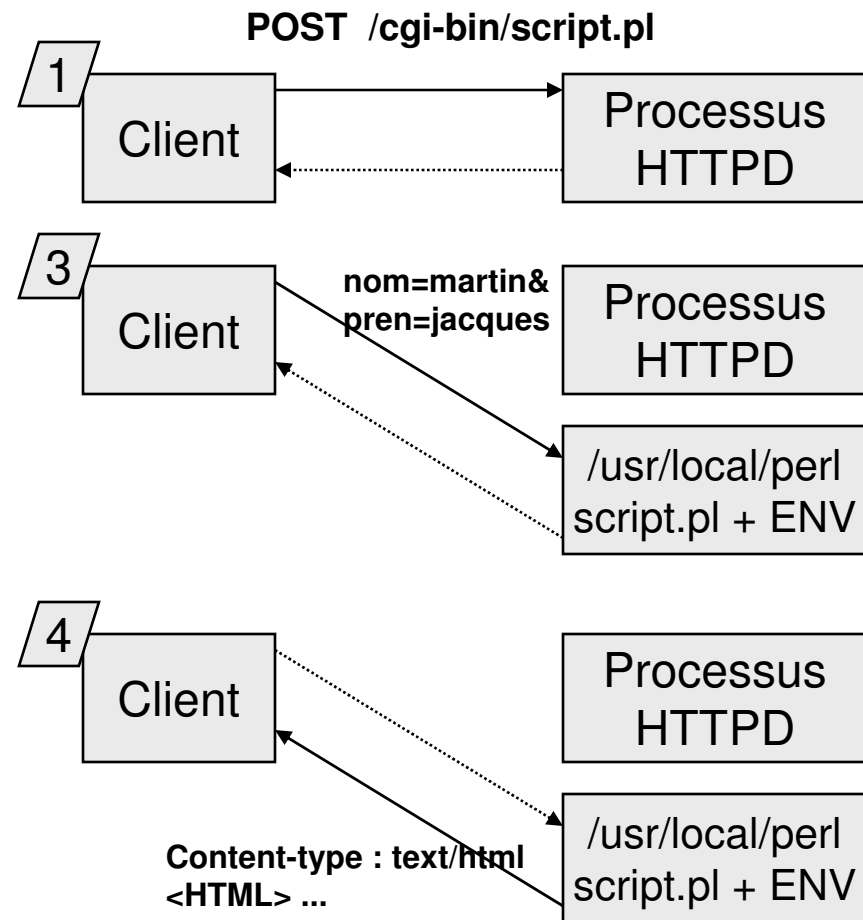 POST /cgi-bin/script.pl
1
Client
Processus
HTTPD
3
Client
nom=martin&
pren=jacques
Processus
HTTPD
/usr/local/perl
script.pl + ENV
4
Client
Processus
HTTPD
Content-type : text/html
<HTML> ...
/usr/local/perl
script.pl + ENV